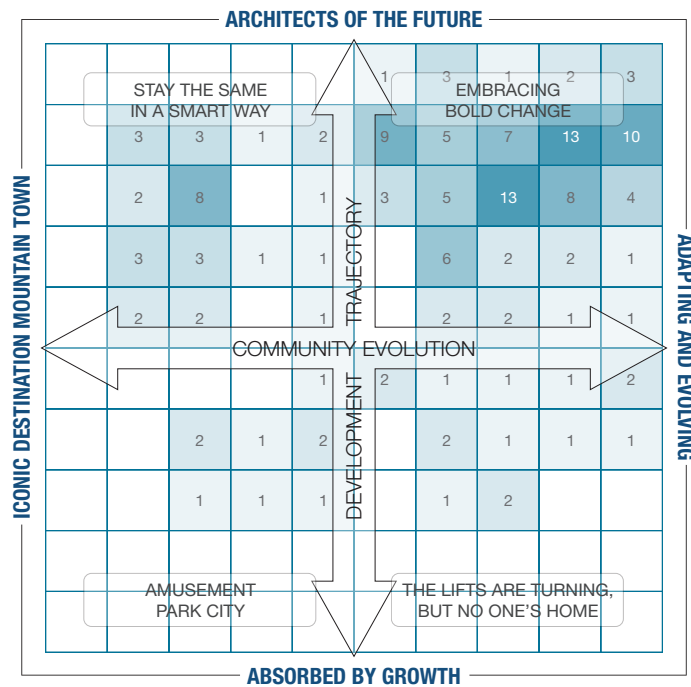 ARCHITECTS OF THE FUTURE
1 3 1 2 3
STAY THE SAME
IN A SMART WAY
EMBRACING
BOLD CHANGE
3 3 1 2 9 5 7 13 10
2 8 1 3 5 13 8 4
3 3 1 1 6 2 2 1
2 2 1 2 2 1 1
ICONIC DESTINATION MOUNTAIN TOWN
COMMUNITY EVOLUTION
DEVELOPMENT TRAJECTORY
ADAPTING AND EVOLVING
1 2 1 1 1 2
2 1 2 2 1 1 1
1 1 1 1 2
AMUSEMENT
PARK CITY
THE LIFTS ARE TURNING,
BUT NO ONE'S HOME
ABSORBED BY GROWTH